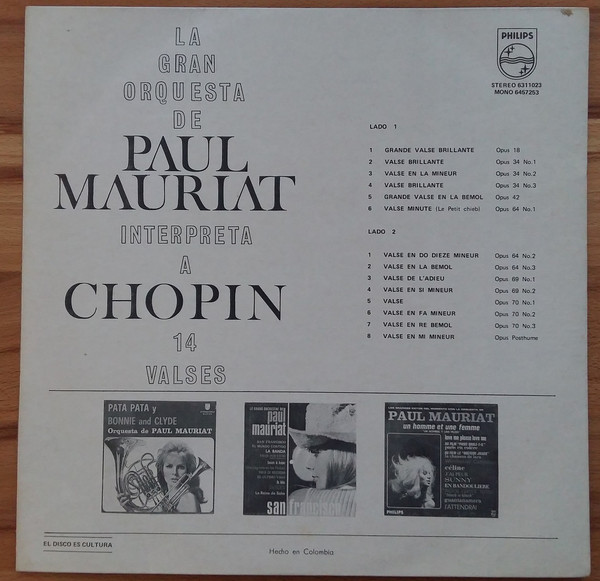 LA
GRAN
ORQUESTA
DE
PAUL
MAURIAT
INTERPRETA
A
CHOPIN
14
VALSES
PHILIPS
STEREO 6311023
MONO 6457253
LADO 1
1 GRANDE VALSE BRILLANTE Opus 18
2 VALSE BRILLANTE Opus 34 No.1
3 VALSE EN LA MINEUR Opus 34 No.2
4 VALSE BRILLANTE Opus 34 No.3
5 GRANDE VALSE EN LA BEMOL Opus 42
6 VALSE MINUTE (Le Petit chieb) Opus 64 No.1
LADO 2
1 VALSE EN DO DIEZE MINEUR Opus 64 No.2
2 VALSE EN LA BEMOL Opus 64 No.3
3 VALSE DE L'ADIEU Opus 69 No.1
4 VALSE EN SI MINEUR Opus 69 No.2
5 VALSE Opus 70 No.1
6 VALSE EN FA MINEUR Opus 70 No.2
7 VALSE EN RE BEMOL Opus 70 No.3
8 VALSE EN MI MINEUR Opus Posthume
PATA PATA y
BONNIE and CLYDE
Orquesta de PAUL MAURIAT
paul
mauriat
LA BANDA
san francisco
PAUL MAURIAT
un homme et une femme
céline
SUNNY
EN BANDOULIERE
guantanamera
L'ATTENDRAI
PHILIPS
EL DISCO ES CULTURA
Hecho en Colombia